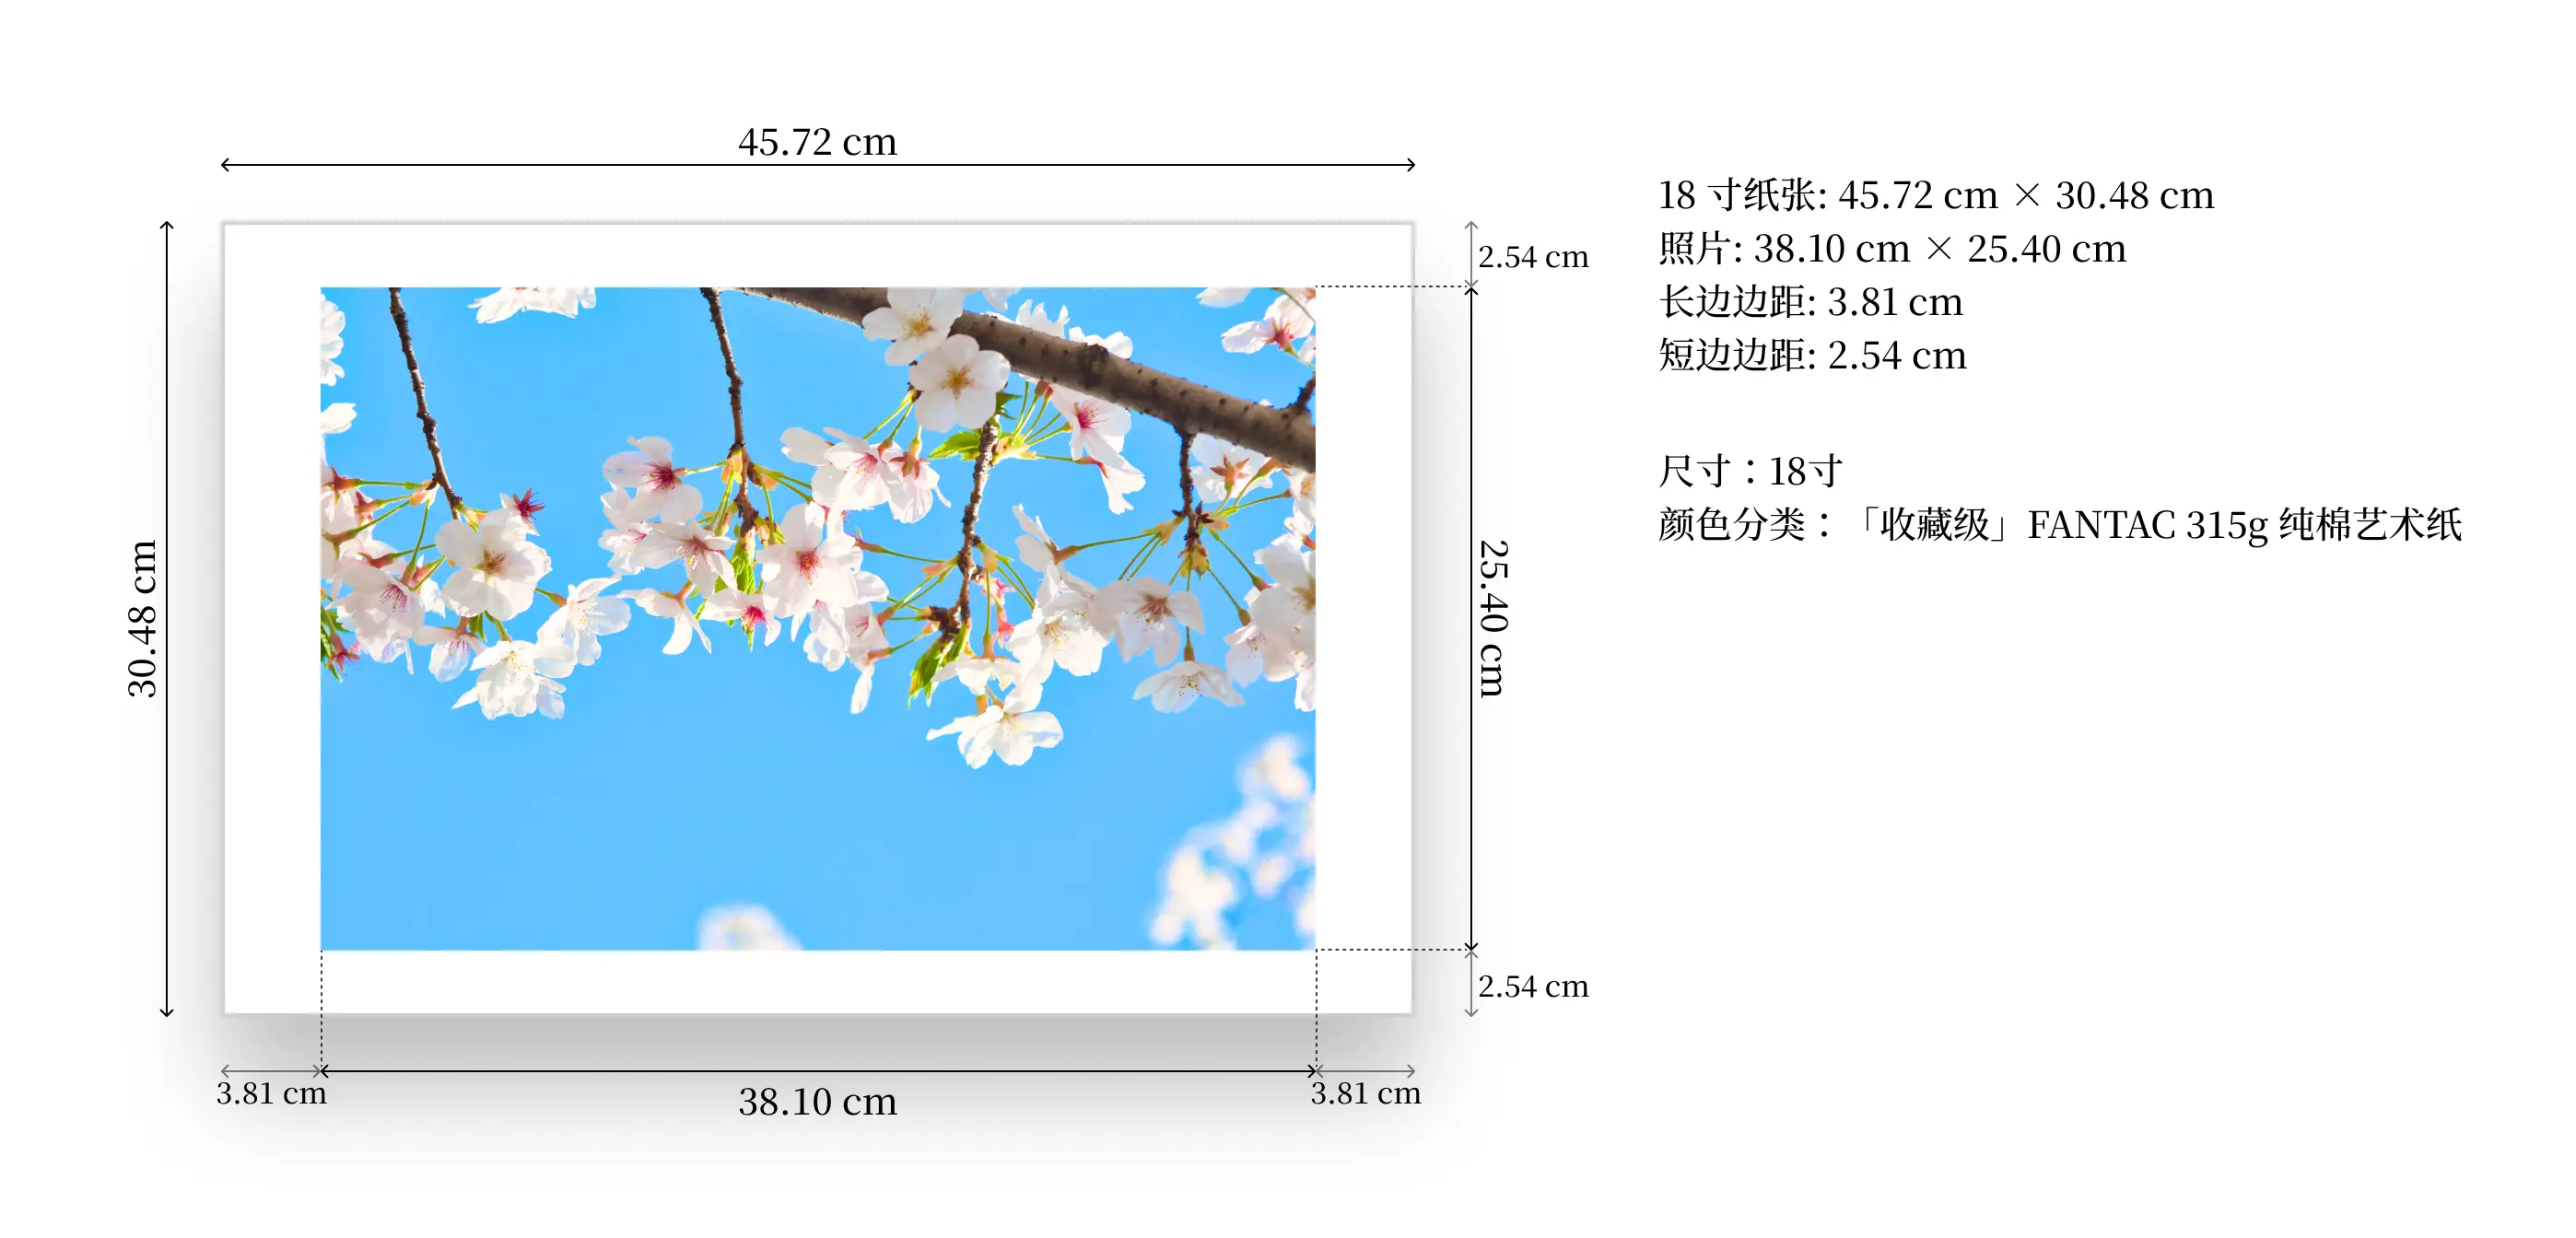 45.72 cm
18 寸纸张: 45.72 cm × 30.48 cm
照片: 38.10 cm × 25.40 cm
长边边距: 3.81 cm
短边边距: 2.54 cm
尺寸：18寸
颜色分类：「收藏级」FANTAC 315g 纯棉艺术纸
2.54 cm
30.48 cm
25.40 cm
2.54 cm
3.81 cm
38.10 cm
3.81 cm